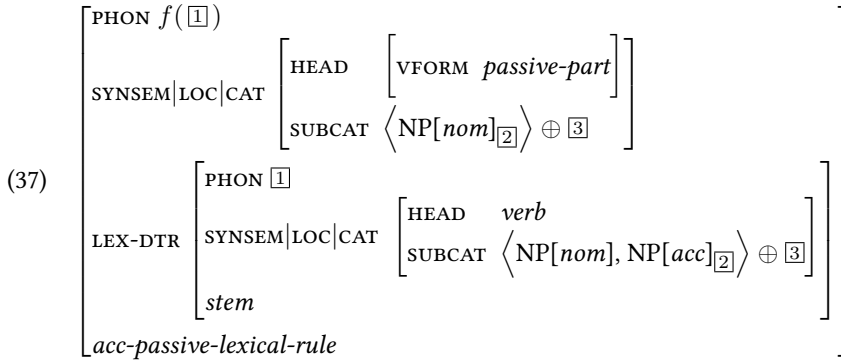 PHON f( 1 )
SYNSEM|LOC|CAT [HEAD [VFORM passive-part]
SUBCAT ⟨NP[nom] 2 ⟩ ⊕ 3 ]
(37)
LEX-DTR [PHON 1
SYNSEM|LOC|CAT [HEAD verb
SUBCAT ⟨NP[nom], NP[acc] 2 ⟩ ⊕ 3 ]
stem]
acc-passive-lexical-rule